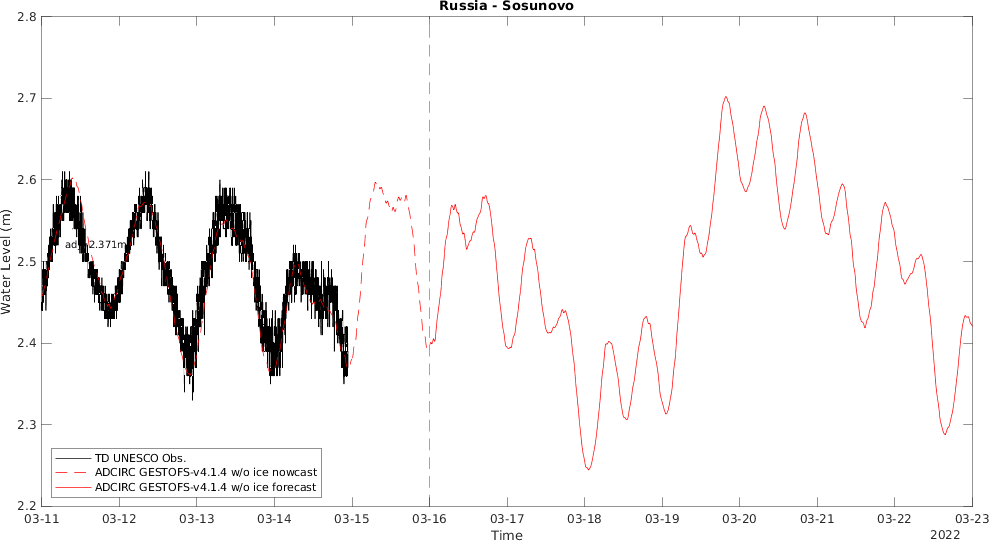 Russia - Sosunovo
2.8
2.7
2.6
2.5
2.4
2.3
2.2
Water Level (m)
2.371m
TD UNESCO Obs.
ADCIRC GESTOFS-v4.1.4 w/o ice nowcast
ADCIRC GESTOFS-v4.1.4 w/o ice forecast
03-11 03-12 03-13 03-14 03-15 03-16 03-17 03-18 03-19 03-20 03-21 03-22 03-23
Time
2022